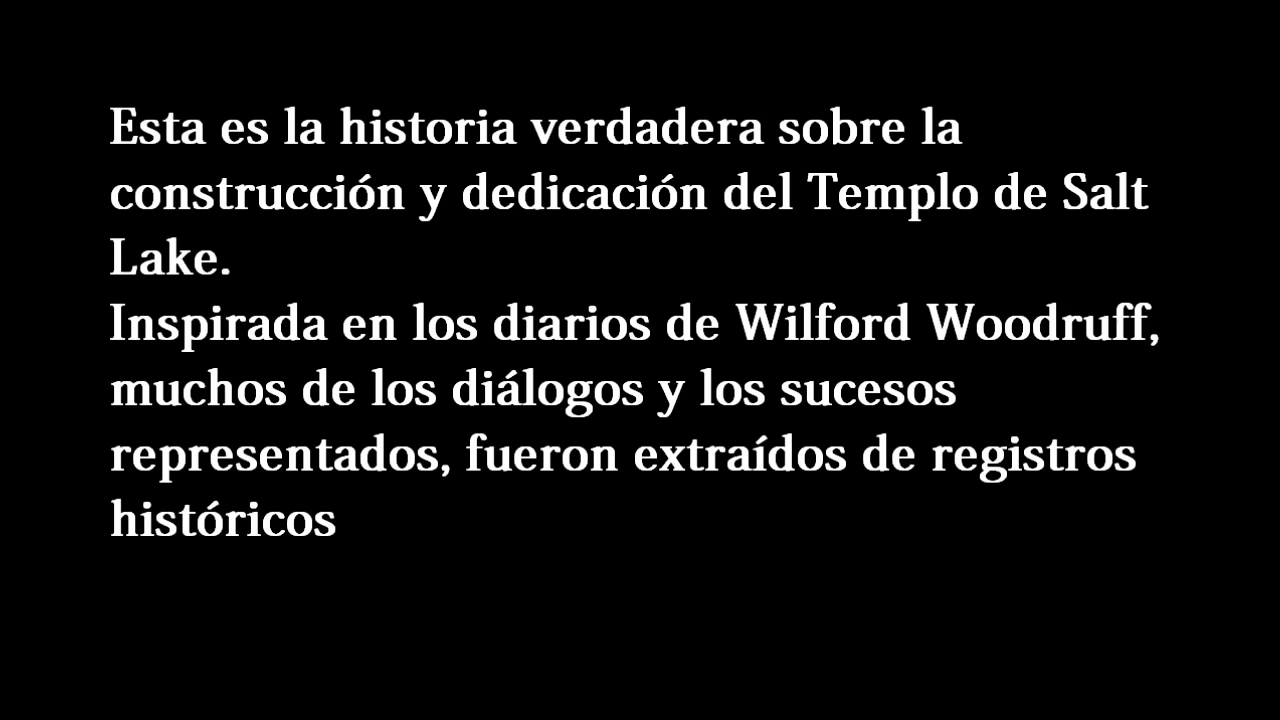 Esta es la historia verdadera sobre la
construcción y dedicación del Templo de Salt
Lake.
Inspirada en los diarios de Wilford Woodruff,
muchos de los diálogos y los sucesos
representados, fueron extraídos de registros
históricos